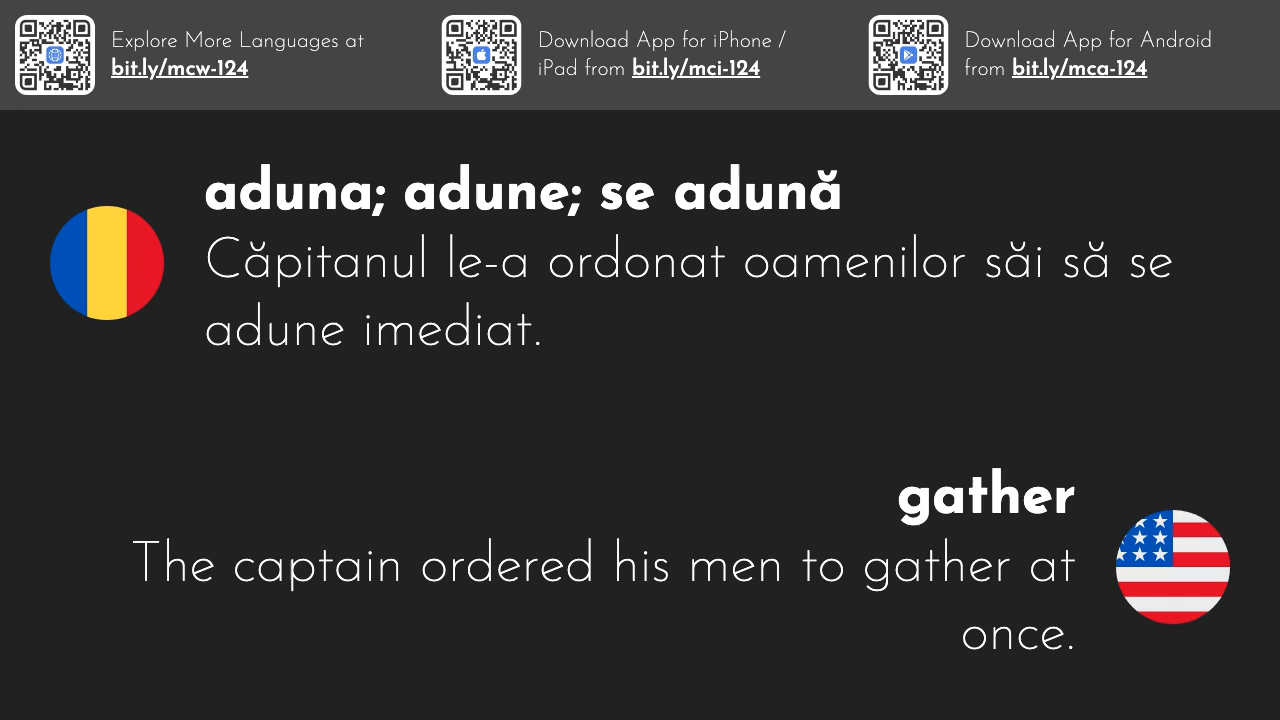 Explore More Languages at
bit.ly/mcw-124
Download App for iPhone /
iPad from bit.ly/mci-124
Download App for Android
from bit.ly/mca-124
aduna; adune; se adună
Căpitanul le-a ordonat oamenilor săi să se
adune imediat.
gather
The captain ordered his men to gather at
once.